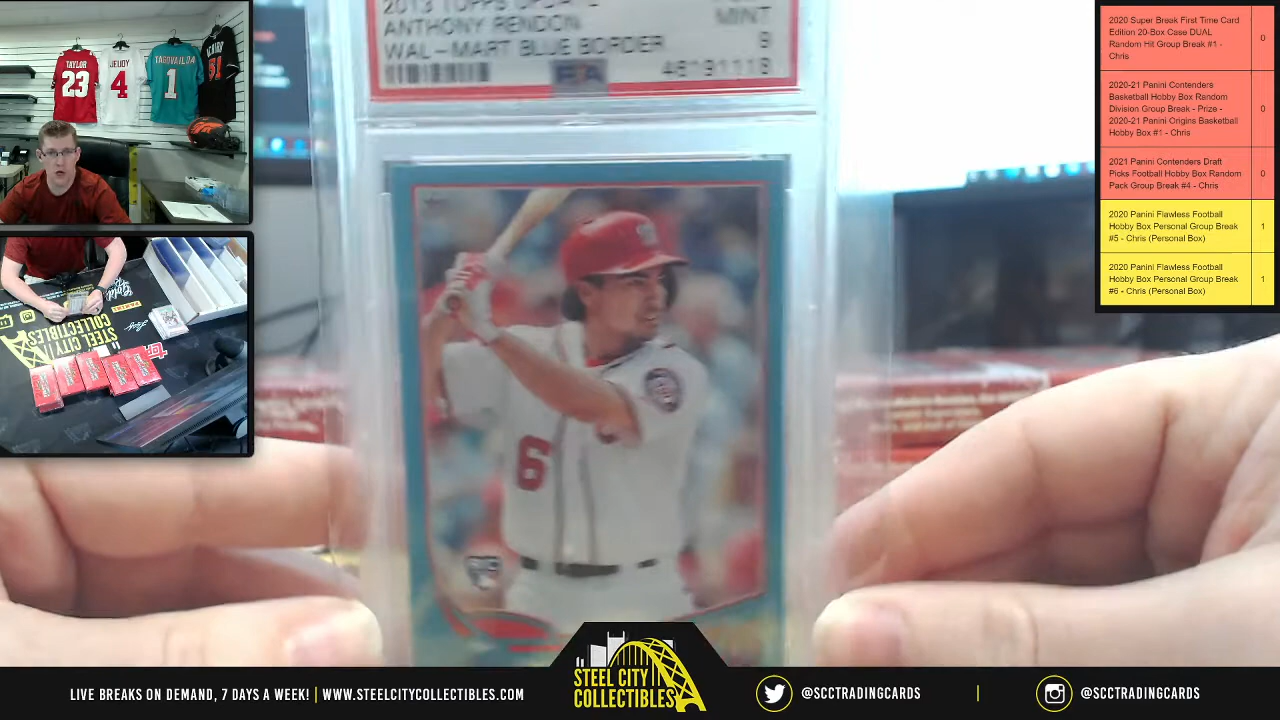 2013 TOPPS UPDATE
ANTHONY RENDON
MINT
WAL-MART BLUE BORDER
9
PSA
TAYLOR
23
JEUDY
4
TAGOVAILOA
1
51
STEEL CITY
COLLECTIBLES
6
2020 Super Break First Time Card
Edition 20-Box Case DUAL
Random Hit Group Break #1 -
Chris
0
2020-21 Panini Contenders
Basketball Hobby Box Random
Division Group Break - Prize -
2020-21 Panini Origins Basketball
Hobby Box #1 - Chris
0
2021 Panini Contenders Draft
Picks Football Hobby Box Random
Pack Group Break #4 - Chris
0
2020 Panini Flawless Football
Hobby Box Personal Group Break
#5 - Chris (Personal Box)
1
2020 Panini Flawless Football
Hobby Box Personal Group Break
#6 - Chris (Personal Box)
1
LIVE BREAKS ON DEMAND, 7 DAYS A WEEK! | WWW.STEELCITYCOLLECTIBLES.COM
STEEL CITY
COLLECTIBLES
@SCCTRADINGCARDS
@SCCTRADINGCARDS